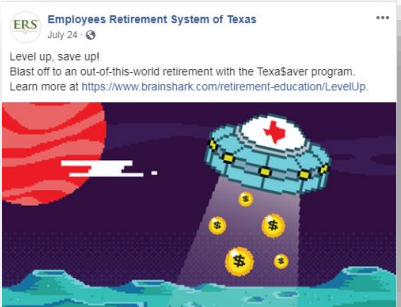 ERS
Employees Retirement System of Texas
July 24 ·
Level up, save up!
Blast off to an out-of-this-world retirement with the Texa$aver program.
Learn more at https://www.brainshark.com/retirement-education/LevelUp.
$
$ $
$ $